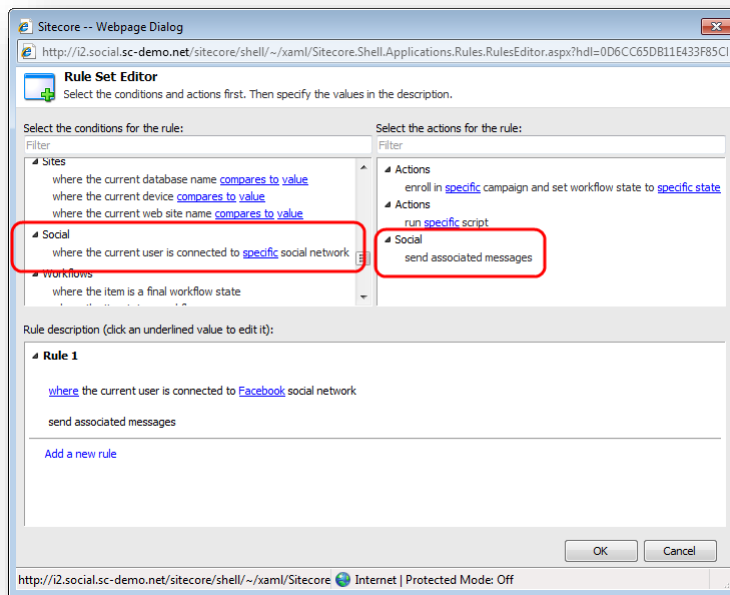 Sitecore -- Webpage Dialog
http://i2.social.sc-demo.net/sitecore/shell/~/xaml/Sitecore.Shell.Applications.Rules.RulesEditor.aspx?hdl=0D6CC65DB11E433F85CI
Rule Set Editor
Select the conditions and actions first. Then specify the values in the description.
Select the conditions for the rule:
Filter
Sites
where the current database name compares to value
where the current device compares to value
where the current web site name compares to value
Social
where the current user is connected to specific social network
Workflows
where the item is a final workflow state
Select the actions for the rule:
Filter
Actions
enroll in specific campaign and set workflow state to specific state
Actions
run specific script
Social
send associated messages
Rule description (click an underlined value to edit it):
Rule 1
where the current user is connected to Facebook social network
send associated messages
Add a new rule
OK
Cancel
http://i2.social.sc-demo.net/sitecore/shell/~/xaml/Sitecore
Internet | Protected Mode: Off